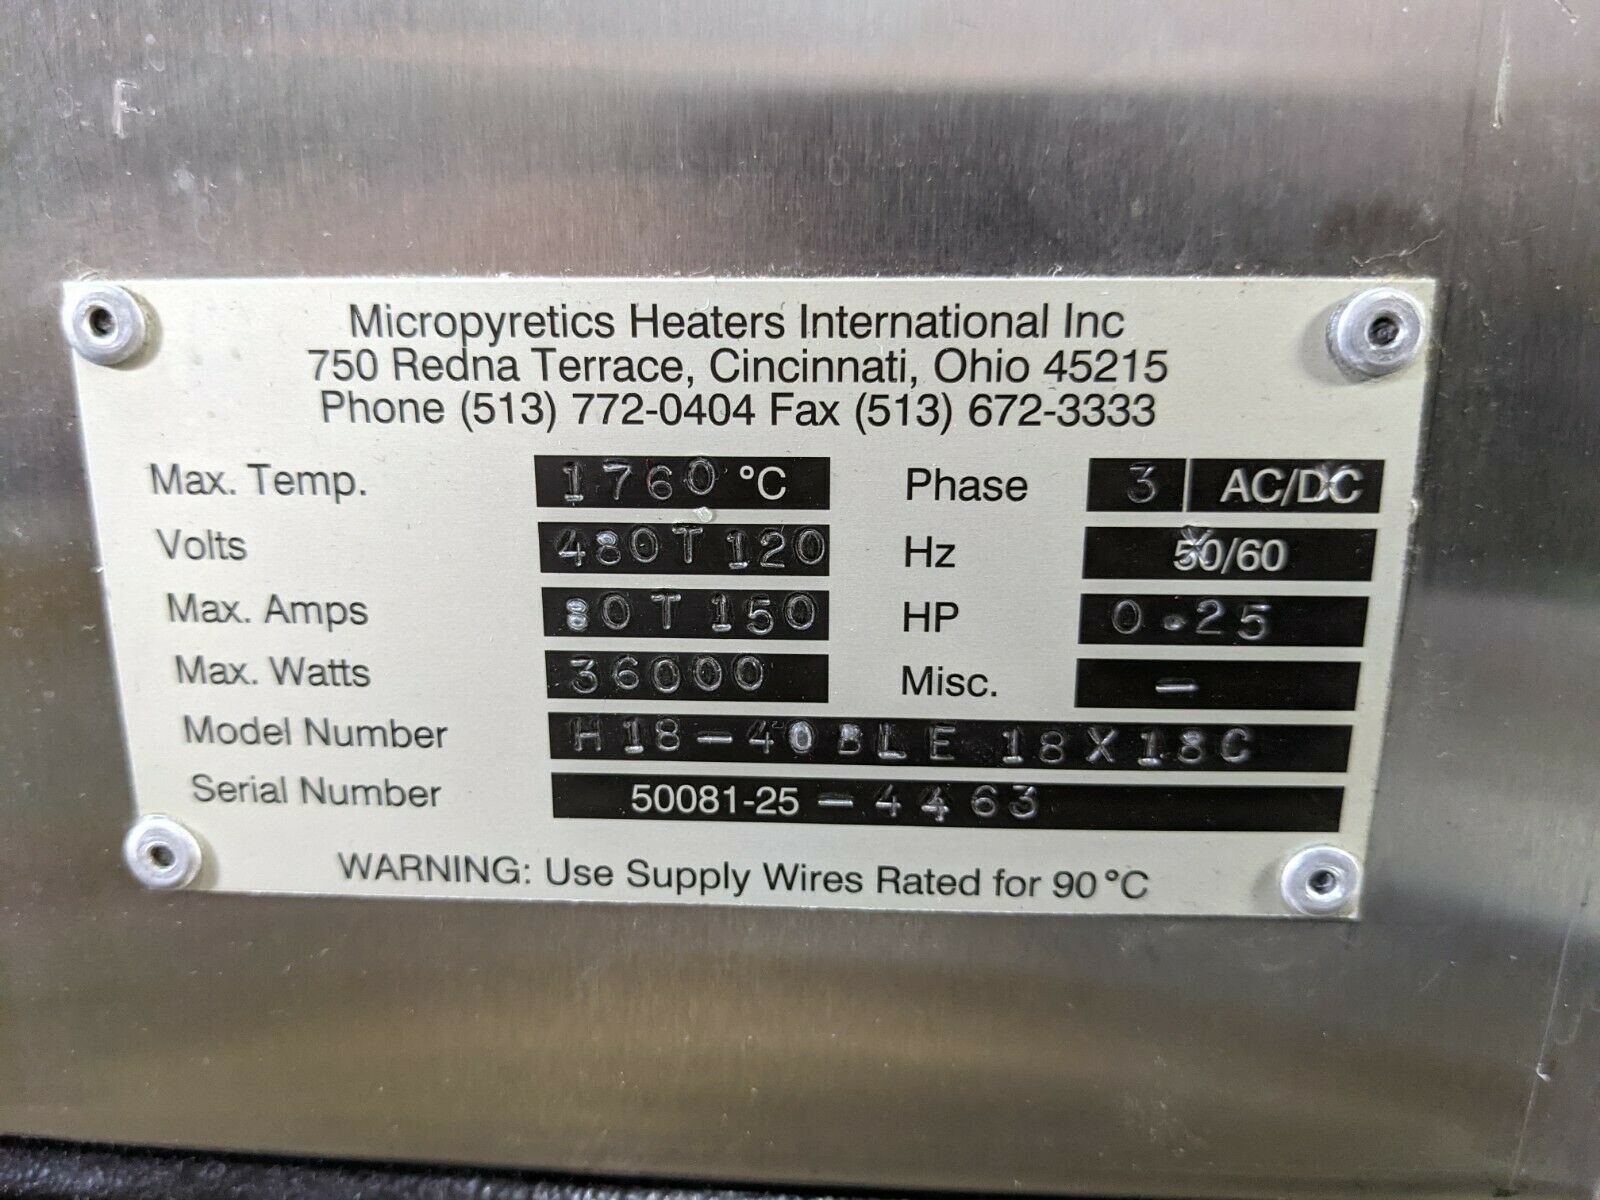 F
Micropyretics Heaters International Inc
750 Redna Terrace, Cincinnati, Ohio 45215
Phone (513) 772-0404 Fax (513) 672-3333
Max. Temp. 1760 °C Phase 3 AC/DC
Volts 480T120 Hz 50/60
Max. Amps 80T150 HP 0.25
Max. Watts 36000 Misc. -
Model Number H18-40BLE 18X18C
Serial Number 50081-25-4463
WARNING: Use Supply Wires Rated for 90°C